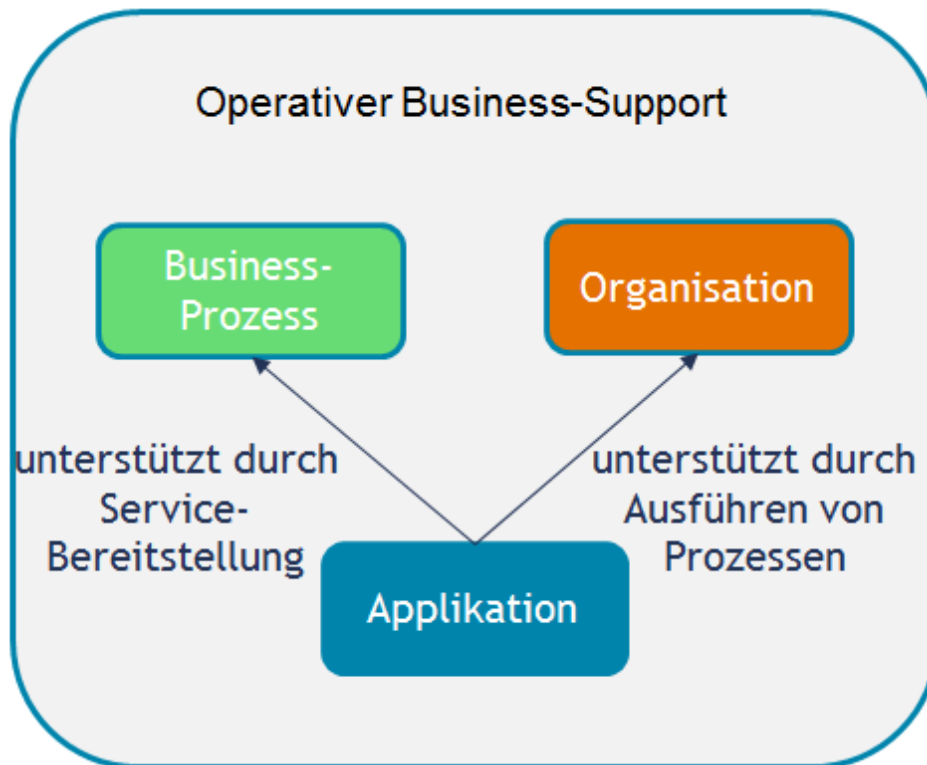 Operativer Business-Support
Business-
Prozess
Organisation
unterstützt durch
Service-
Bereitstellung
unterstützt durch
Ausführen von
Prozessen
Applikation